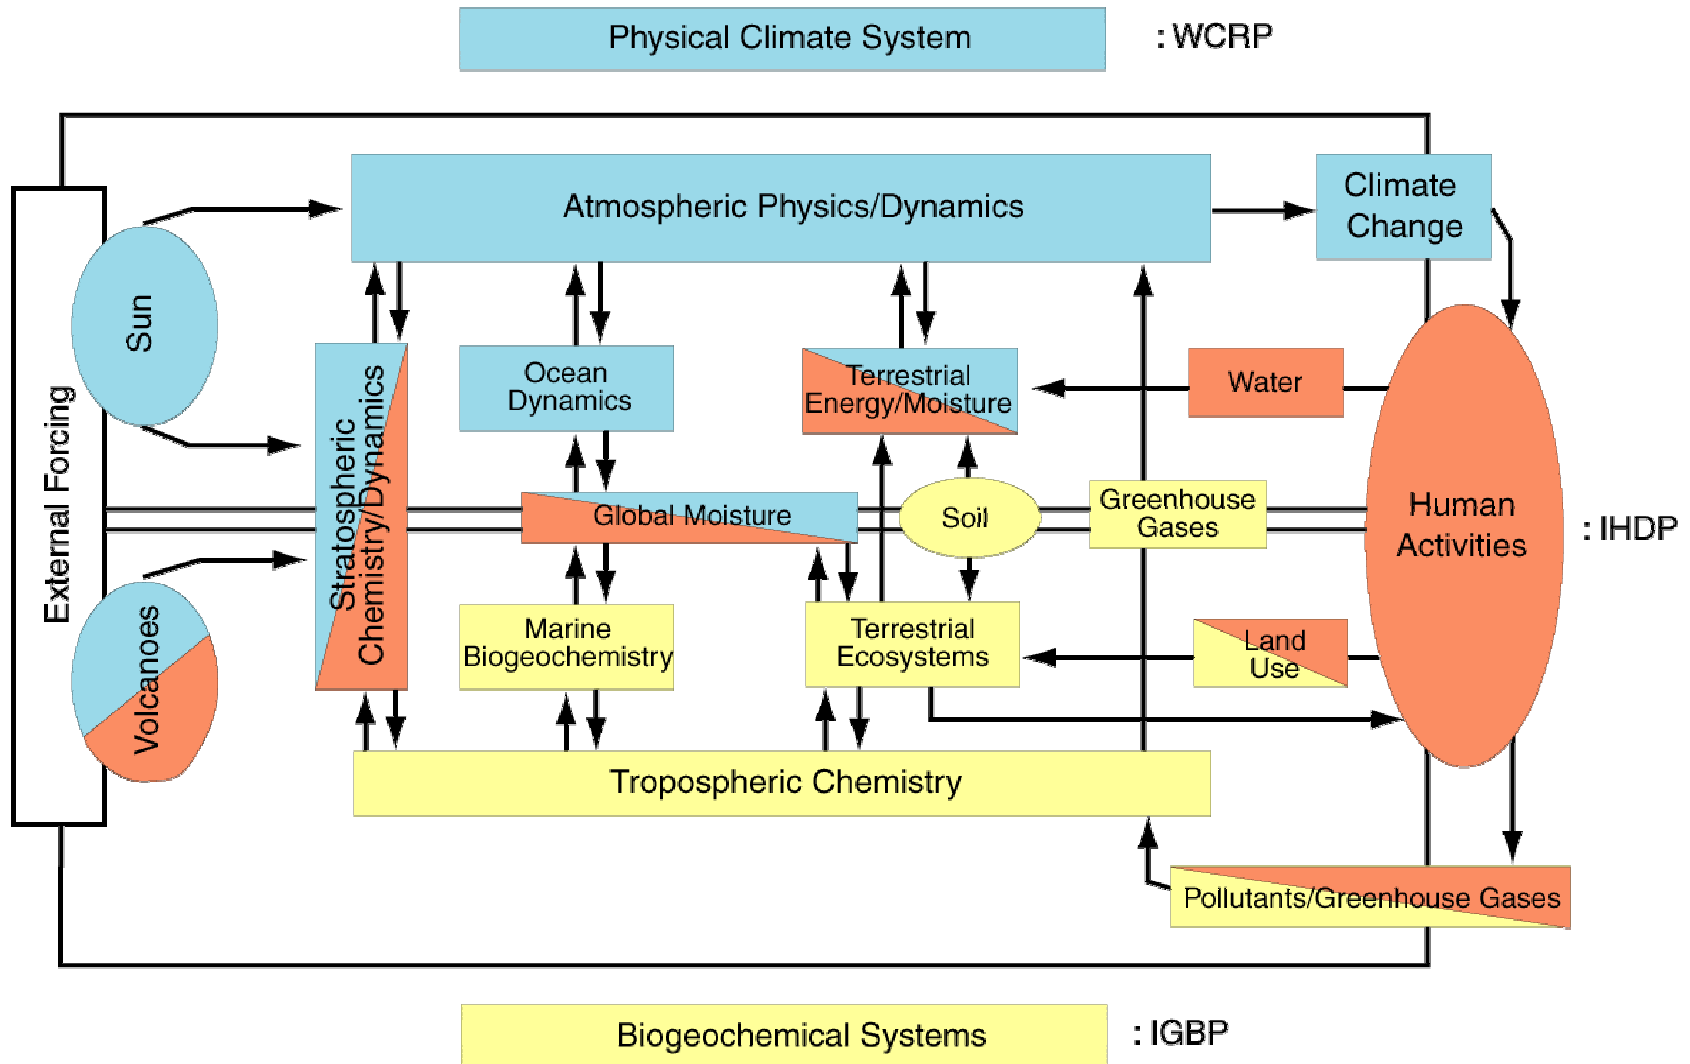 Physical Climate System
: WCRP
Atmospheric Physics/Dynamics
Climate
Change
Sun
External Forcing
Stratospheric
Chemistry/Dynamics
Ocean
Dynamics
Terrestrial
Energy/Moisture
Water
Global Moisture
Soil
Greenhouse
Gases
Human
Activities
: IHDP
Volcanoes
Marine
Biogeochemistry
Terrestrial
Ecosystems
Land
Use
Tropospheric Chemistry
Pollutants/Greenhouse Gases
Biogeochemical Systems
: IGBP